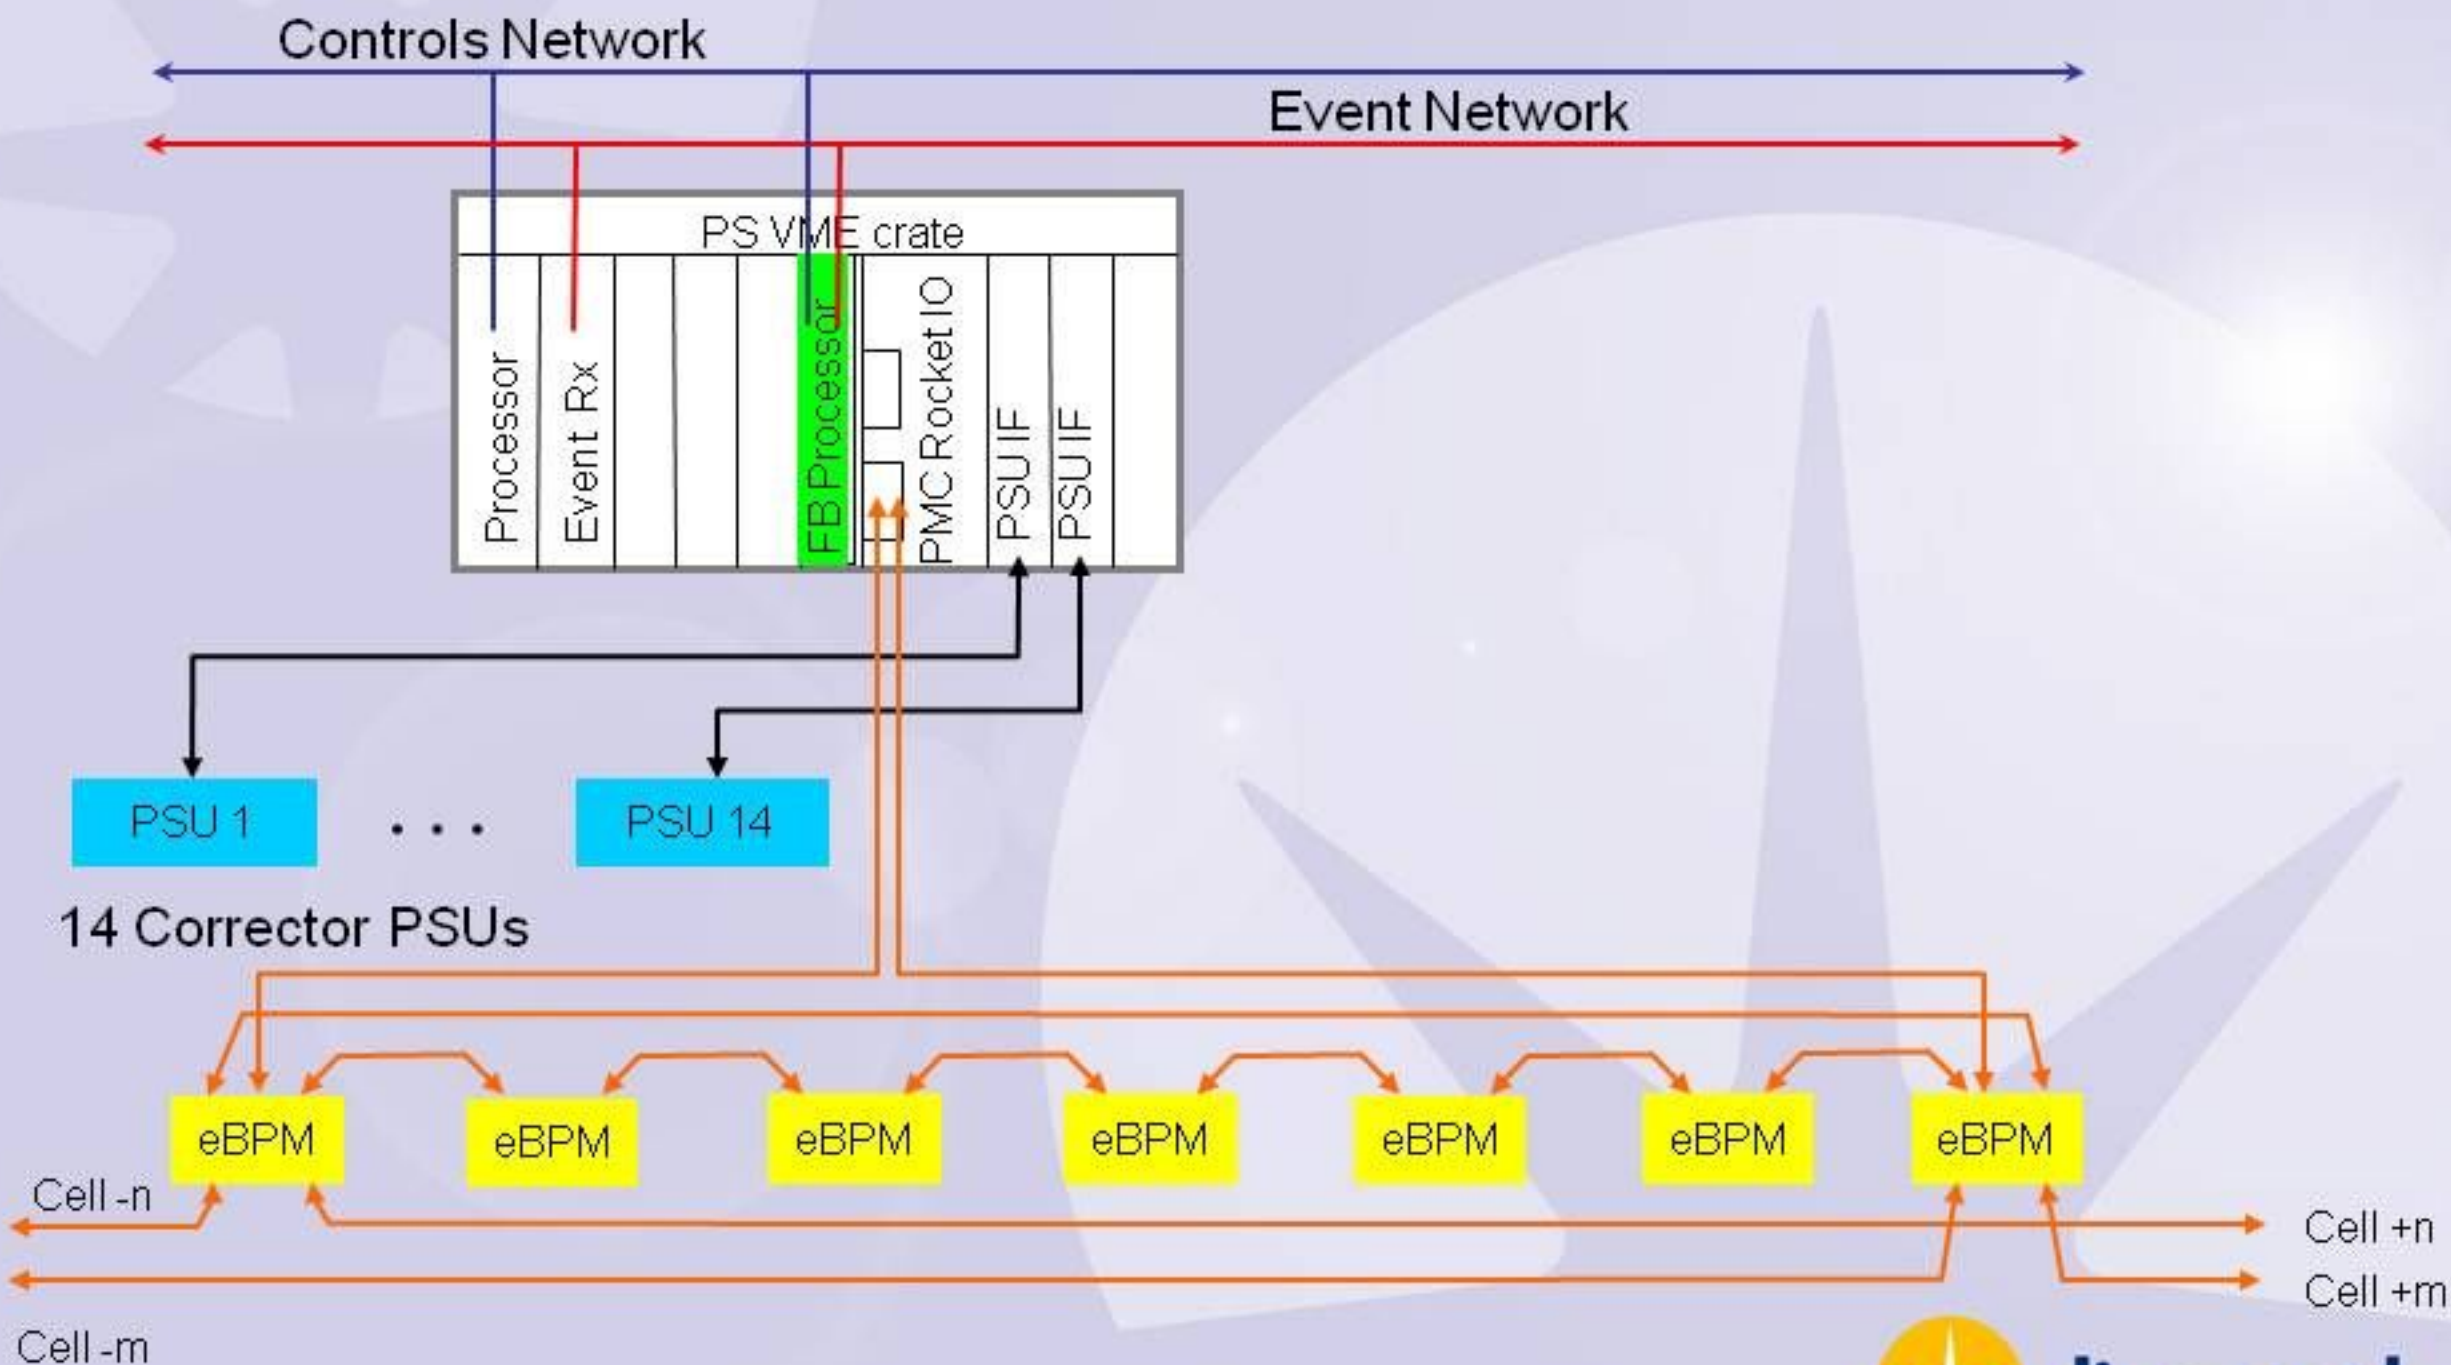 Controls Network
Event Network
PS VME crate
Processor
Event Rx
FB Processor
PMC Rocket IO
PSU IF
PSU IF
PSU 1
. . .
PSU 14
14 Corrector PSUs
eBPM
eBPM
eBPM
eBPM
eBPM
eBPM
eBPM
Cell -n
Cell +n
Cell +m
Cell -m